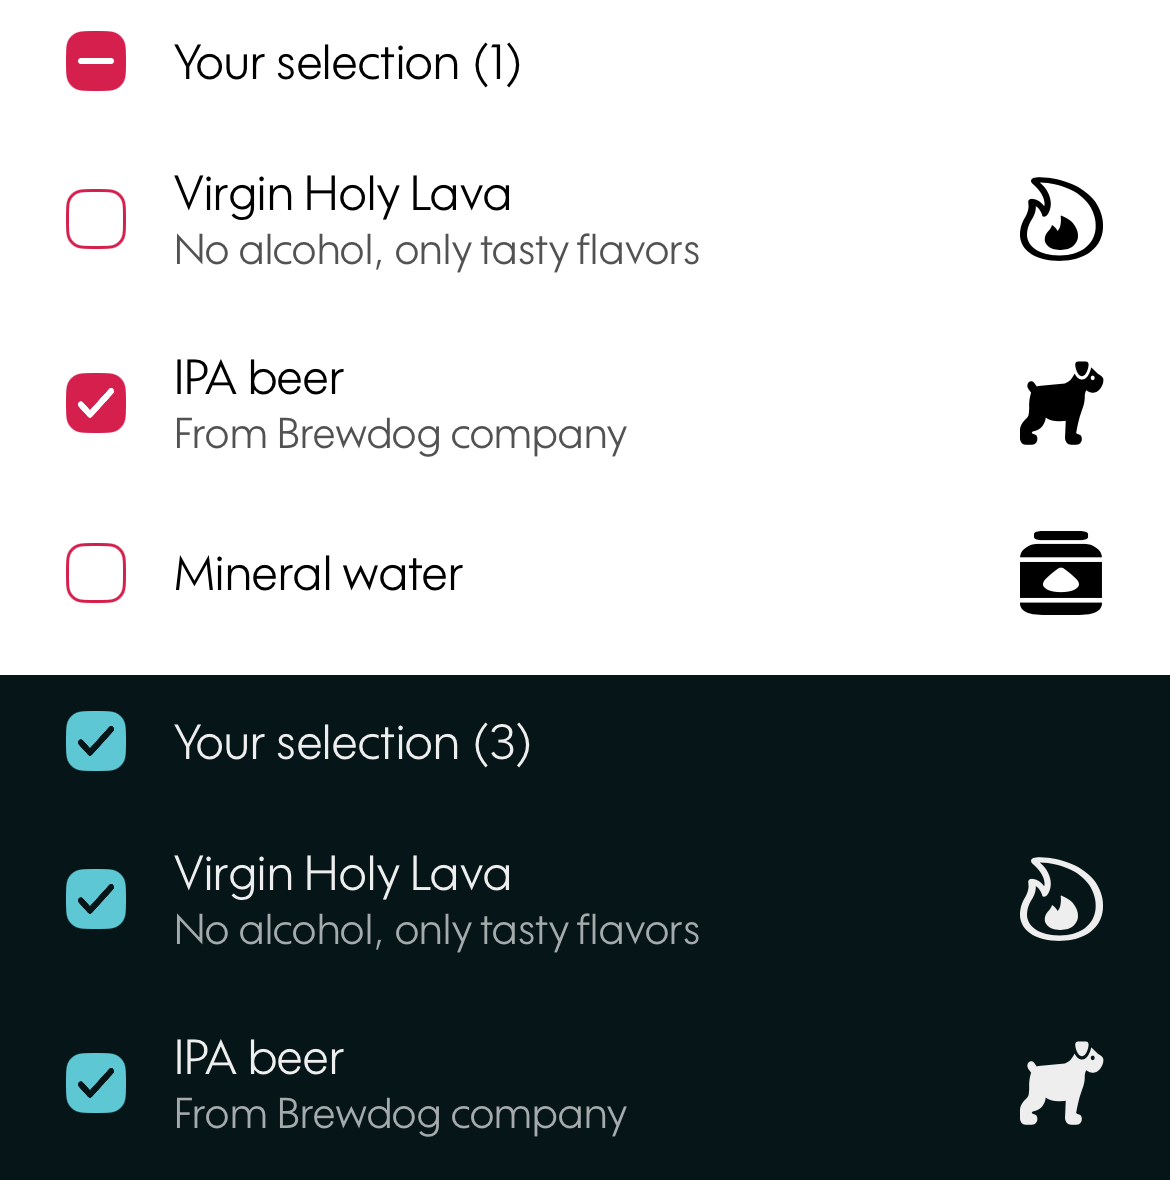 Your selection (1)
Virgin Holy Lava
No alcohol, only tasty flavors
IPA beer
From Brewdog company
Mineral water
Your selection (3)
Virgin Holy Lava
No alcohol, only tasty flavors
IPA beer
From Brewdog company